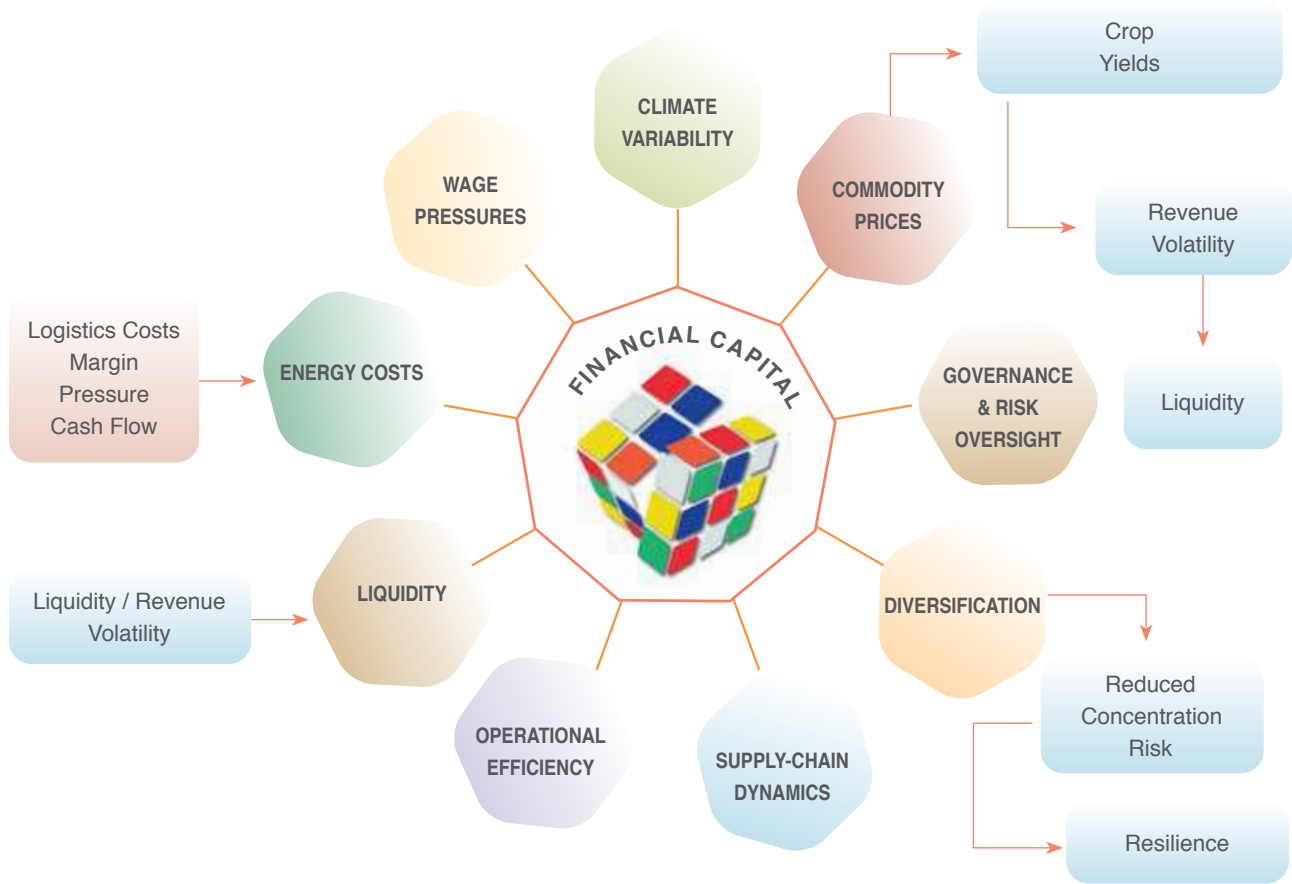 Crop
Yields
CLIMATE
VARIABILITY
WAGE
PRESSURES
COMMODITY
PRICES
Revenue
Volatility
Logistics Costs
Margin
Pressure
Cash Flow
ENERGY COSTS
FINANCIAL CAPITAL
GOVERNANCE
& RISK
OVERSIGHT
Liquidity
Liquidity / Revenue
Volatility
LIQUIDITY
DIVERSIFICATION
Reduced
Concentration
Risk
OPERATIONAL
EFFICIENCY
SUPPLY-CHAIN
DYNAMICS
Resilience